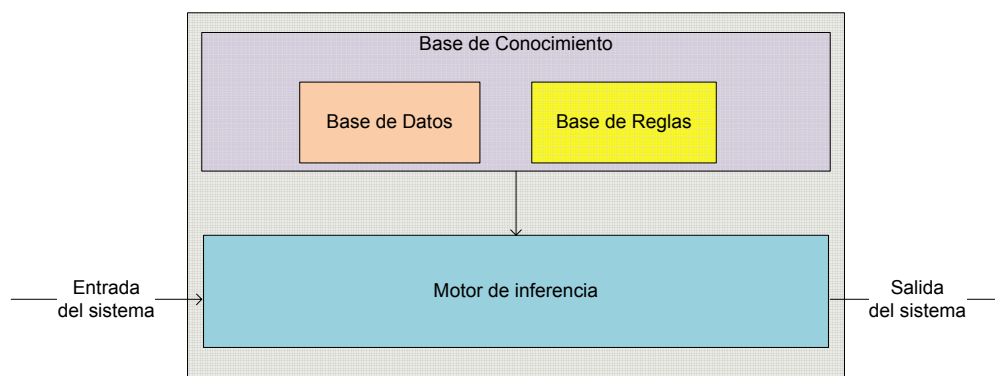 Base de Conocimiento
Base de Datos
Base de Reglas
Motor de inferencia
Entrada
del sistema
Salida
del sistema